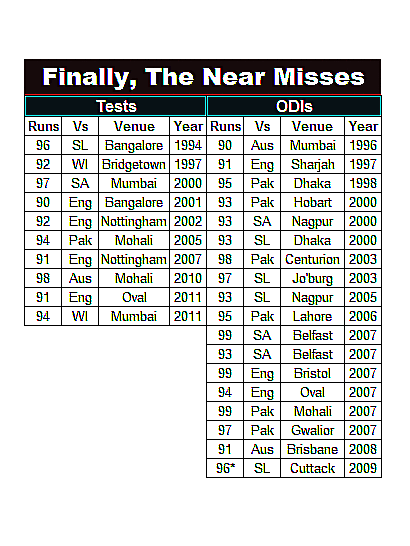 Finally, The Near Misses
Tests ODIs
Runs Vs Venue Year Runs Vs Venue Year
96 SL Bangalore 1994 90 Aus Mumbai 1996
92 WI Bridgetown 1997 91 Eng Sharjah 1997
97 SA Mumbai 2000 95 Pak Dhaka 1998
90 Eng Bangalore 2001 93 Pak Hobart 2000
92 Eng Nottingham 2002 93 SA Nagpur 2000
94 Pak Mohali 2005 93 SL Dhaka 2000
91 Eng Nottingham 2007 98 Pak Centurion 2003
98 Aus Mohali 2010 97 SL Jo'burg 2003
91 Eng Oval 2011 93 SL Nagpur 2005
94 WI Mumbai 2011 95 Pak Lahore 2006
99 SA Belfast 2007
93 SA Belfast 2007
99 Eng Bristol 2007
94 Eng Oval 2007
99 Pak Mohali 2007
97 Pak Gwalior 2007
91 Aus Brisbane 2008
96* SL Cuttack 2009